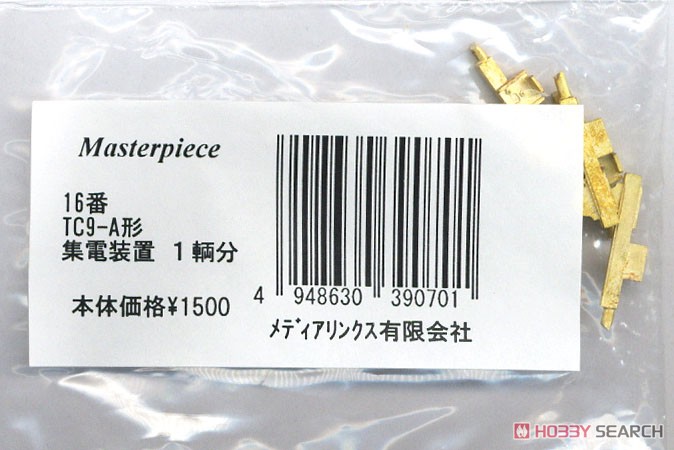 Masterpiece
16番
TC9-A形
集電装置 1輌分
本体価格¥1500
4 948630 390701
ﾒﾃﾞｨｱﾘﾝｸｽ有限会社
HOBBY SEARCH